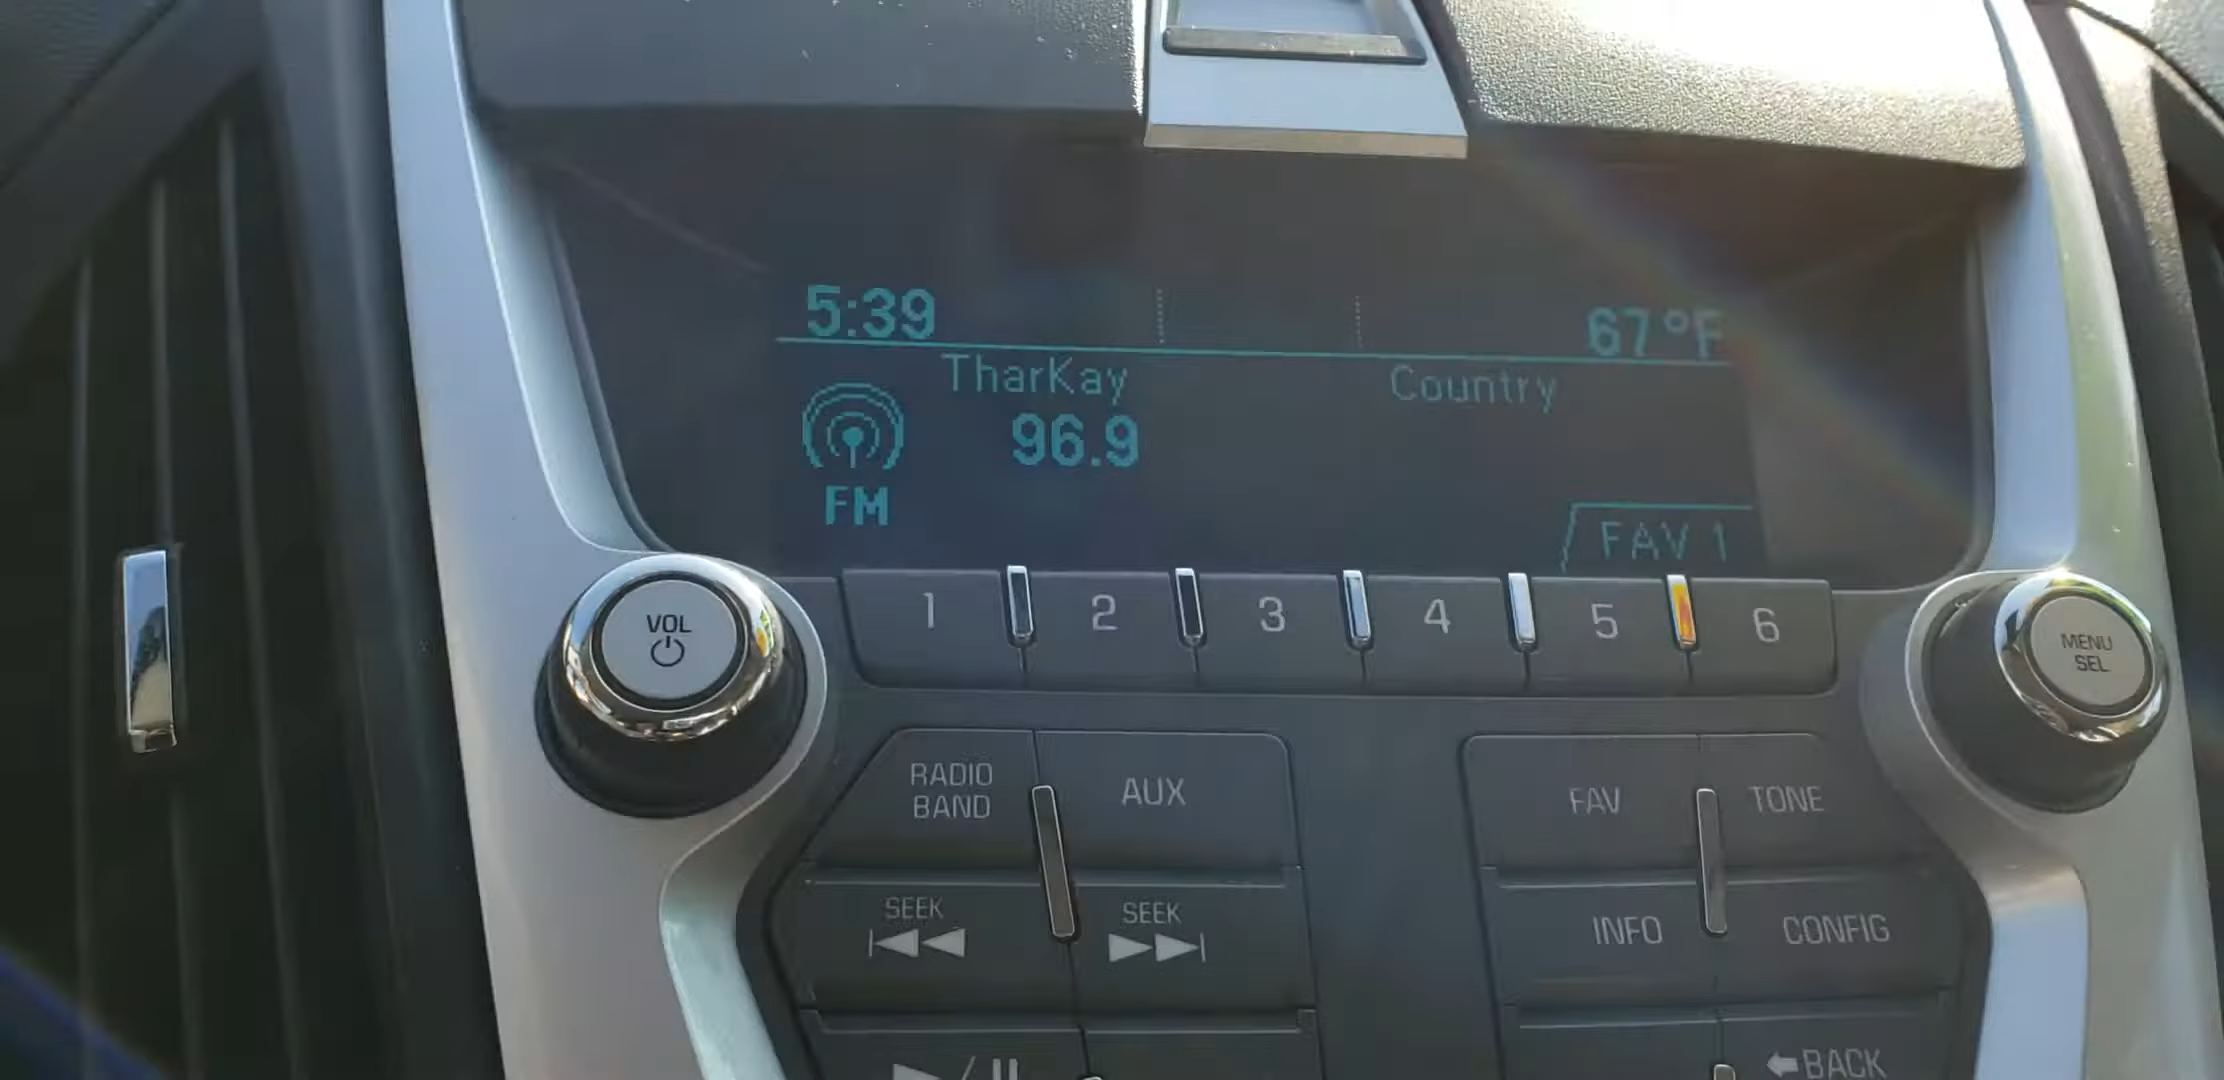 5:39 67°F
TharKay Country
96.9
FM
FAV 1
1 2 3 4 5 6
VOL
MENU
SEL
RADIO
BAND
AUX
FAV TONE
SEEK SEEK
INFO CONFIG
BACK